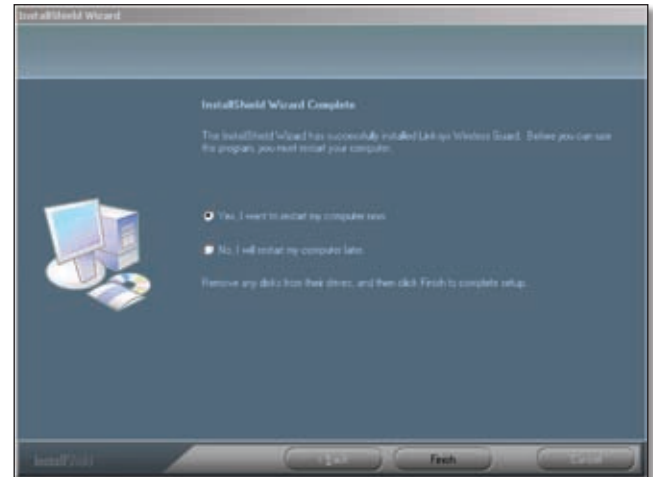 InstallShield Wizard
InstallShield Wizard Complete
The InstallShield Wizard has successfully installed Linksys Wireless Guard. Before you can use
the program, you must restart your computer.
Yes, I want to restart my computer now.
No, I will restart my computer later.
Remove any disks from their drives, and then click Finish to complete setup.
InstallShield
< Back Finish Cancel